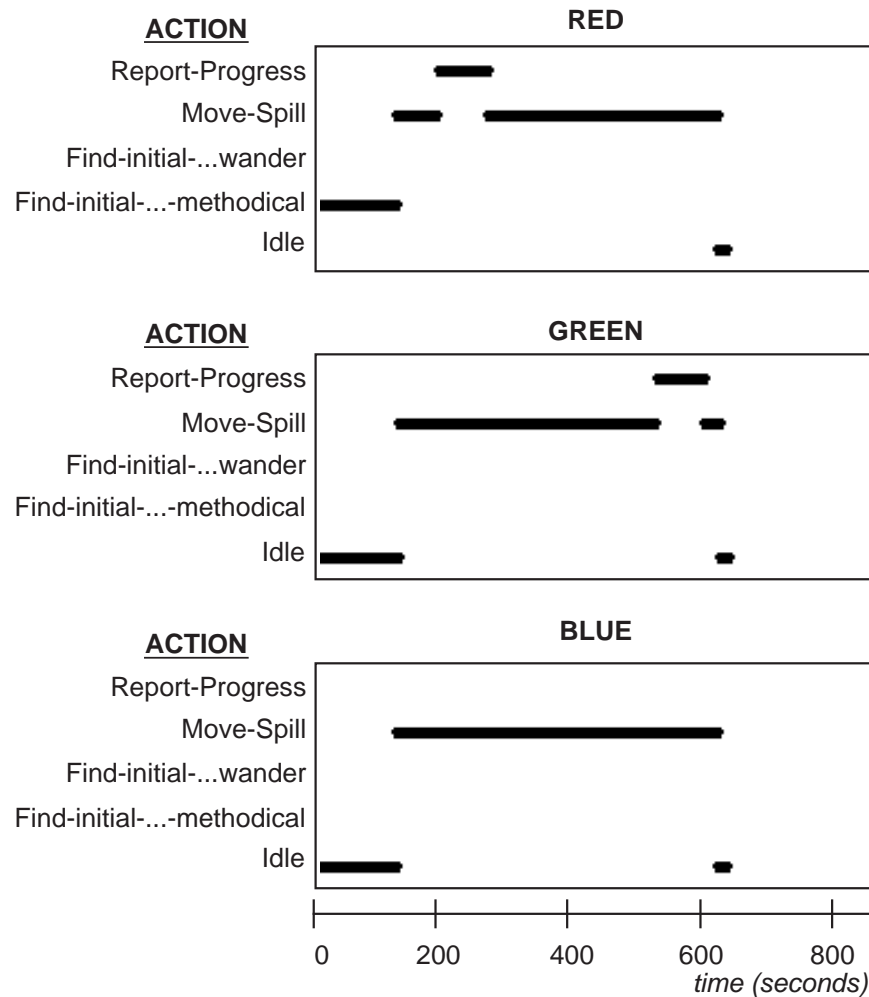 ACTION RED
Report-Progress
Move-Spill
Find-initial-...wander
Find-initial-...-methodical
Idle
ACTION GREEN
Report-Progress
Move-Spill
Find-initial-...wander
Find-initial-...-methodical
Idle
ACTION BLUE
Report-Progress
Move-Spill
Find-initial-...wander
Find-initial-...-methodical
Idle
0 200 400 600 800
time (seconds)